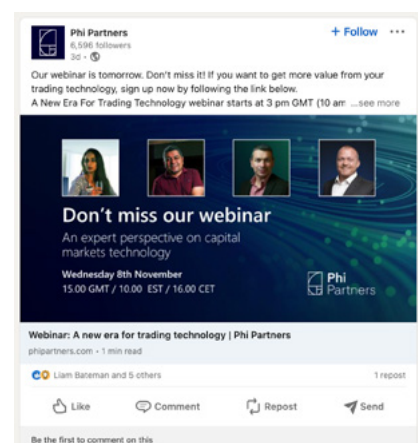 Phi Partners
+ Follow ...
6,596 followers
3d •
Our webinar is tomorrow. Don't miss it! If you want to get more value from your
trading technology, sign up now by following the link below.
A New Era For Trading Technology webinar starts at 3 pm GMT (10 am ...see more
Don't miss our webinar
An expert perspective on capital
markets technology
Wednesday 8th November
15.00 GMT / 10.00 EST / 16.00 CET
Phi
Partners
Webinar: A new era for trading technology | Phi Partners
phipartners.com • 1 min read
Liam Bateman and 5 others
1 repost
Like
Comment
Repost
Send
Be the first to comment on this